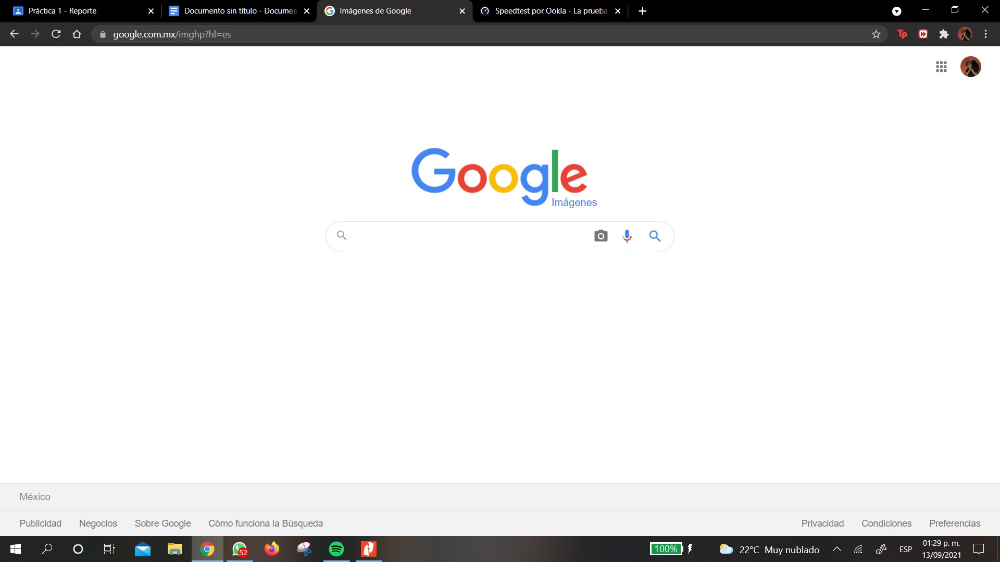 Práctica 1 - Reporte
Documento sin título - Documen
Imágenes de Google
Speedtest por Ookla - La prueba
google.com.mx/imghp?hl=es
Google
Imágenes
México
Publicidad Negocios Sobre Google Cómo funciona la Búsqueda Privacidad Condiciones Preferencias
52
100%
22°C Muy nublado
ESP
01:29 p. m.
13/09/2021